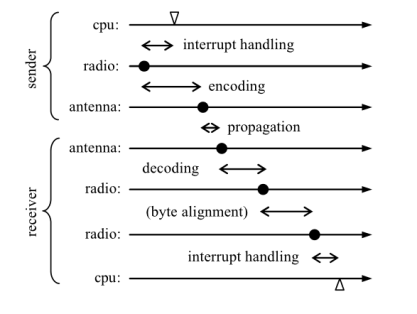 cpu:
interrupt handling
radio:
encoding
antenna:
propagation
antenna:
decoding
radio:
(byte alignment)
radio:
interrupt handling
cpu:
sender
receiver